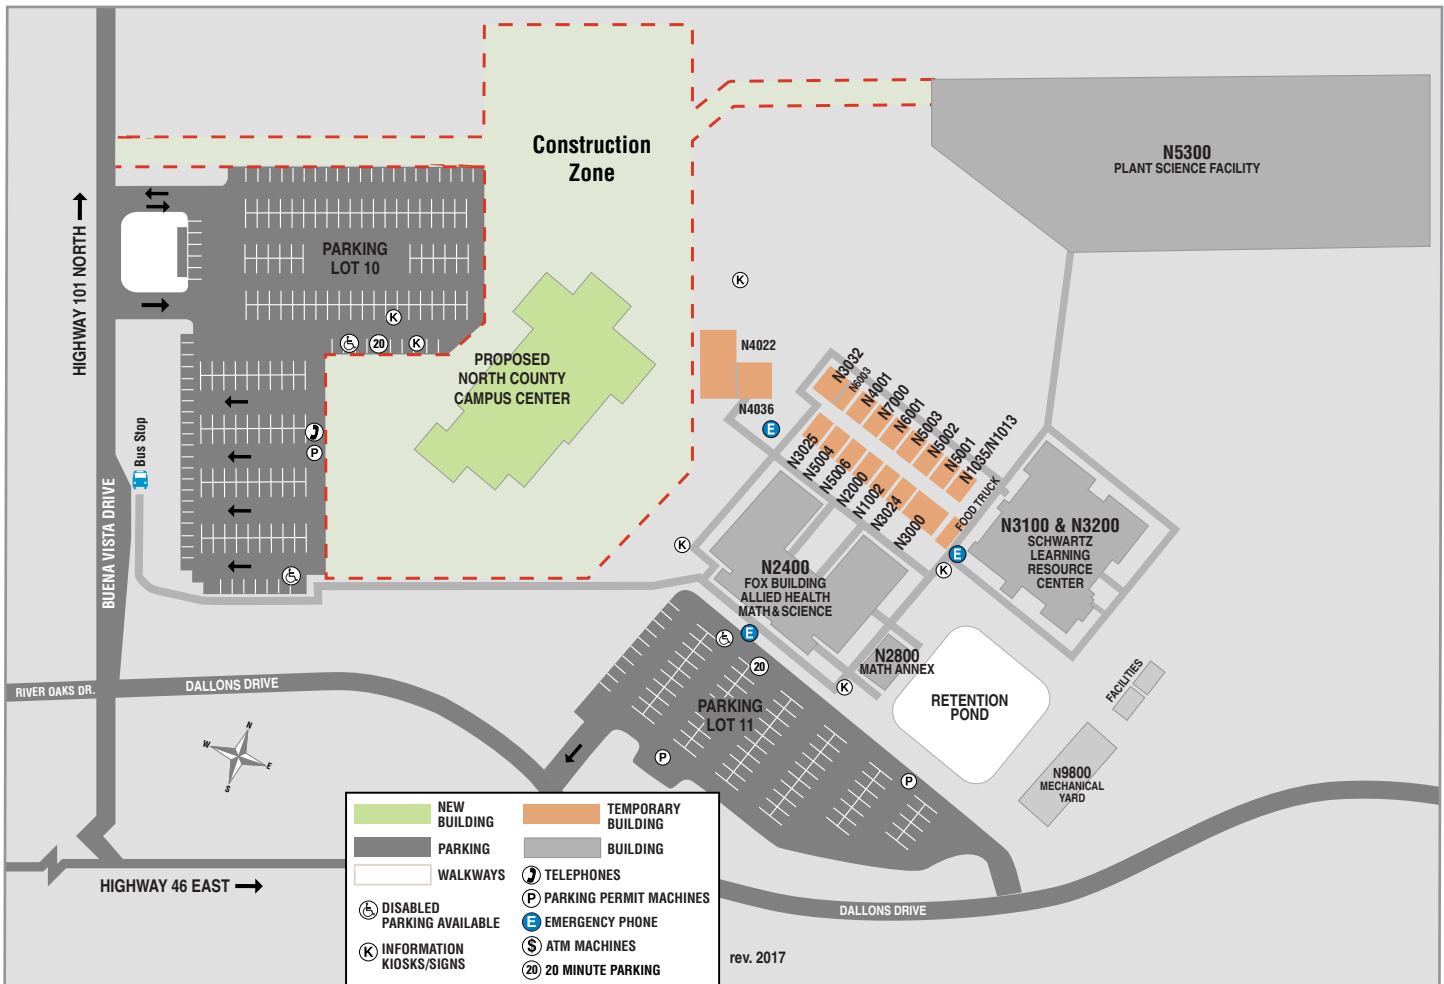 Construction
Zone
N5300
PLANT SCIENCE FACILITY
HIGHWAY 101 NORTH
PARKING
LOT 10
K
K
20
K
PROPOSED
NORTH COUNTY
CAMPUS CENTER
N4022
N4036
E
N3032
N6003
N4001
N7000
N6001
N5003
N5002
N5001
N1035/N1013
N3025
N5004
N5006
N2000
N1002
N3024
N3000
FOOD TRUCK
P
Bus Stop
BUENA VISTA DRIVE
N3100 & N3200
SCHWARTZ
LEARNING
RESOURCE
CENTER
E
K
K
N2400
FOX BUILDING
ALLIED HEALTH
MATH & SCIENCE
E
20
N2800
MATH ANNEX
K
RETENTION
POND
FACILITIES
N9800
MECHANICAL
YARD
PARKING
LOT 11
P
P
RIVER OAKS DR.
DALLONS DRIVE
N
W
E
S
HIGHWAY 46 EAST
DALLONS DRIVE
NEW
BUILDING
TEMPORARY
BUILDING
PARKING
BUILDING
WALKWAYS
TELEPHONES
P PARKING PERMIT MACHINES
DISABLED
PARKING AVAILABLE
E EMERGENCY PHONE
K INFORMATION
KIOSKS/SIGNS
$ ATM MACHINES
20 20 MINUTE PARKING
rev. 2017